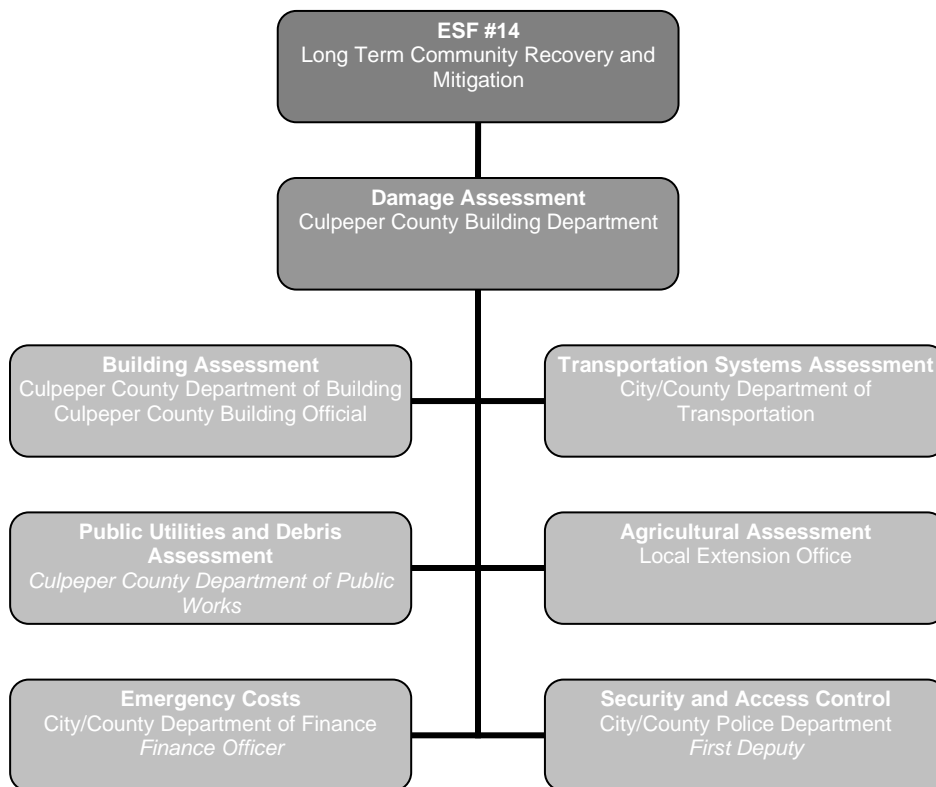 ESF #14
Long Term Community Recovery and
Mitigation
Damage Assessment
Culpeper County Building Department
Building Assessment
Culpeper County Department of Building
Culpeper County Building Official
Transportation Systems Assessment
City/County Department of
Transportation
Public Utilities and Debris
Assessment
Culpeper County Department of Public
Works
Agricultural Assessment
Local Extension Office
Emergency Costs
City/County Department of Finance
Finance Officer
Security and Access Control
City/County Police Department
First Deputy